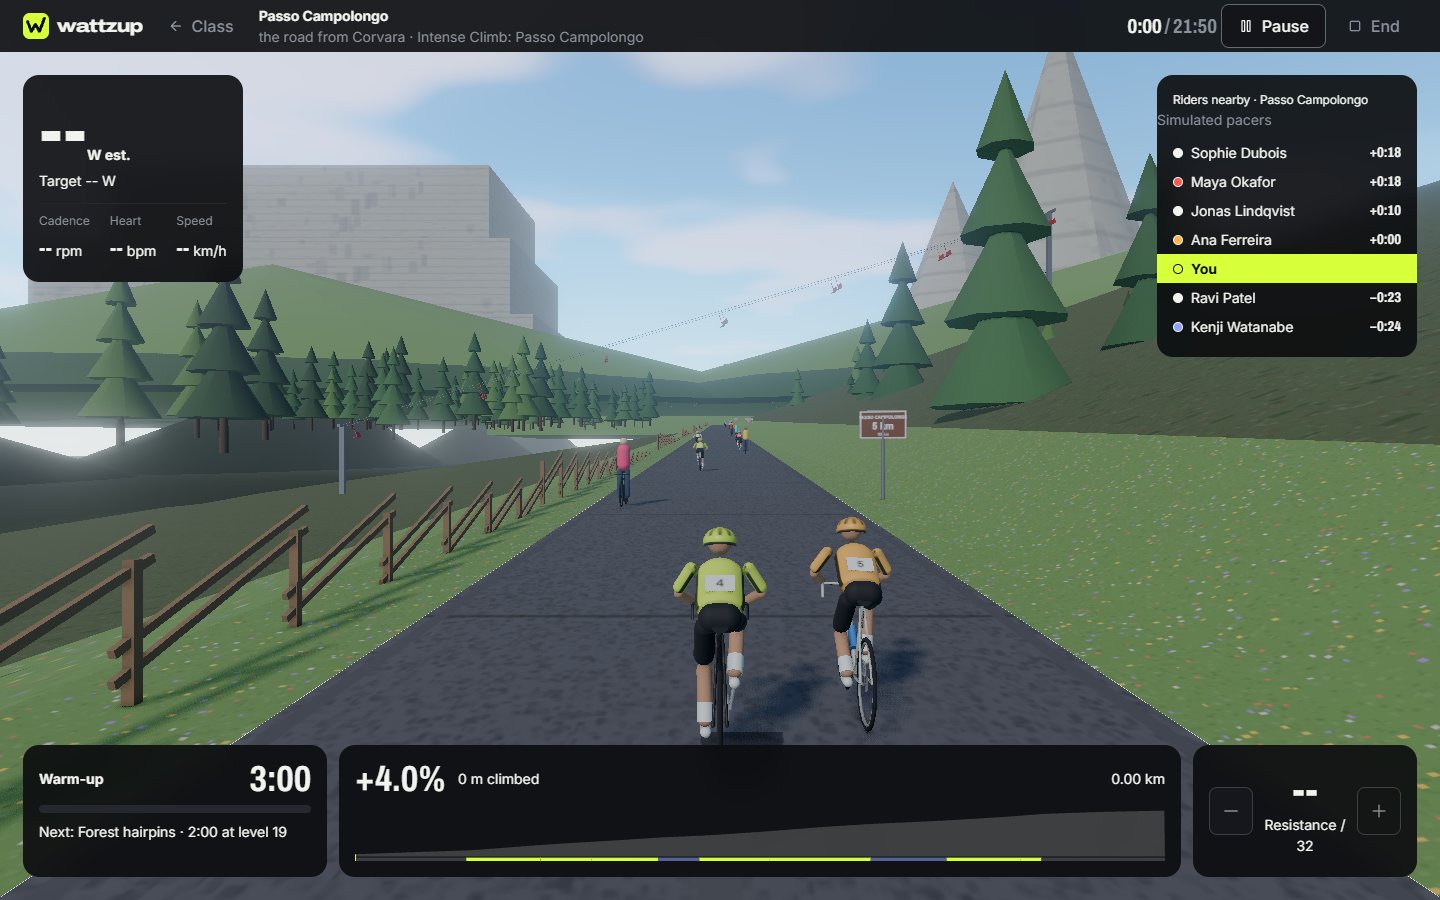 wattzup
Class
Passo Campolongo
the road from Corvara · Intense Climb: Passo Campolongo
0:00 / 21:50
Pause
End
-- W est.
Target -- W
Cadence Heart Speed
-- rpm -- bpm -- km/h
Riders nearby · Passo Campolongo
Simulated pacers
Sophie Dubois +0:18
Maya Okafor +0:18
Jonas Lindqvist +0:10
Ana Ferreira +0:00
You
Ravi Patel −0:23
Kenji Watanabe −0:24
PASSO CAMPOLONGO
5 km
4
5
Warm-up 3:00
Next: Forest hairpins · 2:00 at level 19
+4.0% 0 m climbed 0.00 km
--
Resistance /
32